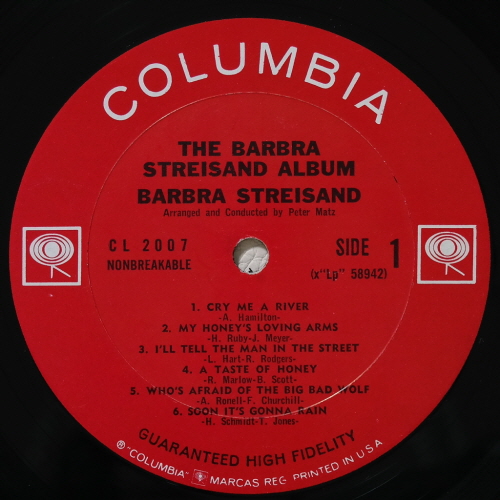 COLUMBIA
THE BARBRA
STREISAND ALBUM
BARBRA STREISAND
Arranged and Conducted by Peter Matz
CL 2007
NONBREAKABLE
SIDE 1
(x"Lp" 58942)
1. CRY ME A RIVER
-A. Hamilton-
2. MY HONEY'S LOVING ARMS
-H. Ruby-J. Meyer-
3. I'LL TELL THE MAN IN THE STREET
-L. Hart-R. Rodgers-
4. A TASTE OF HONEY
-R. Marlow-B. Scott-
5. WHO'S AFRAID OF THE BIG BAD WOLF
-A. Ronell-F. Churchill-
6. SOON IT'S GONNA RAIN
-H. Schmidt-T. Jones-
GUARANTEED HIGH FIDELITY
® "COLUMBIA" MARCAS REG· PRINTED IN U.S.A